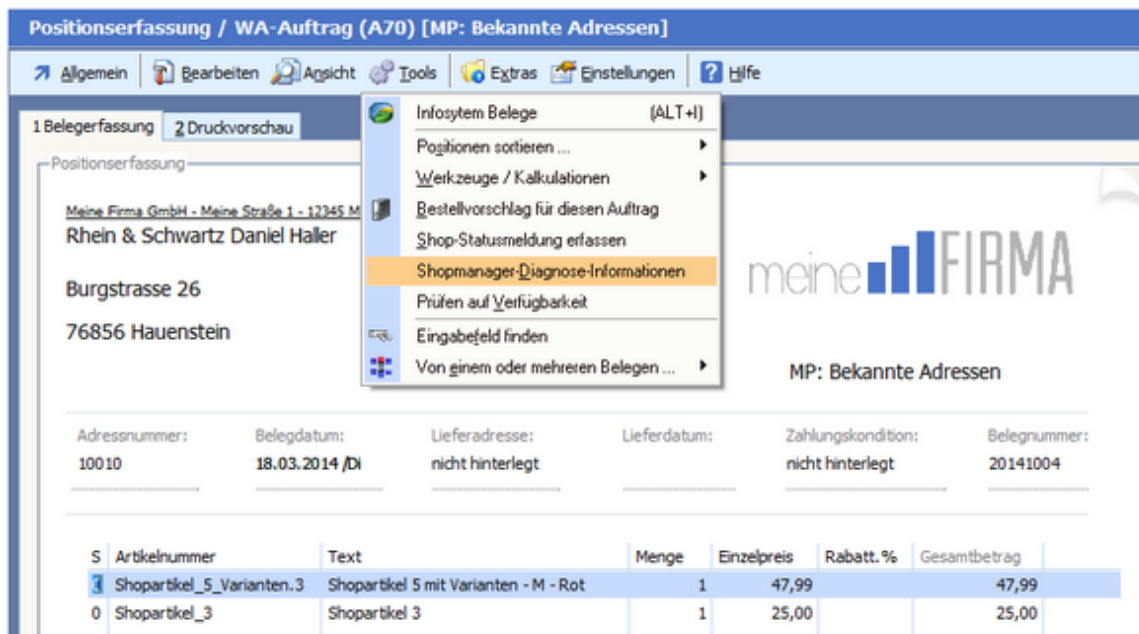 Positionserfassung / WA-Auftrag (A70) [MP: Bekannte Adressen]
Allgemein Bearbeiten Ansicht Tools Extras Einstellungen Hilfe
1 Belegerfassung 2 Druckvorschau
Infosytem Belege (ALT+I)
Positionen sortieren ...
Werkzeuge / Kalkulationen
Bestellvorschlag für diesen Auftrag
Shop-Statusmeldung erfassen
Shopmanager-Diagnose-Informationen
Prüfen auf Verfügbarkeit
Eingabefeld finden
Von einem oder mehreren Belegen ...
Positionserfassung
Meine Firma GmbH - Meine Straße 1 - 12345 M
Rhein & Schwartz Daniel Haller
Burgstrasse 26
76856 Hauenstein
meine FIRMA
MP: Bekannte Adressen
Adressnummer: Belegdatum: Lieferadresse: Lieferdatum: Zahlungskondition: Belegnummer:
10010 18.03.2014 /Di nicht hinterlegt nicht hinterlegt 20141004
S Artikelnummer Text Menge Einzelpreis Rabatt.% Gesamtbetrag
Shopartikel_5_Varianten.3 Shopartikel 5 mit Varianten - M - Rot 1 47,99 47,99
0 Shopartikel_3 Shopartikel 3 1 25,00 25,00